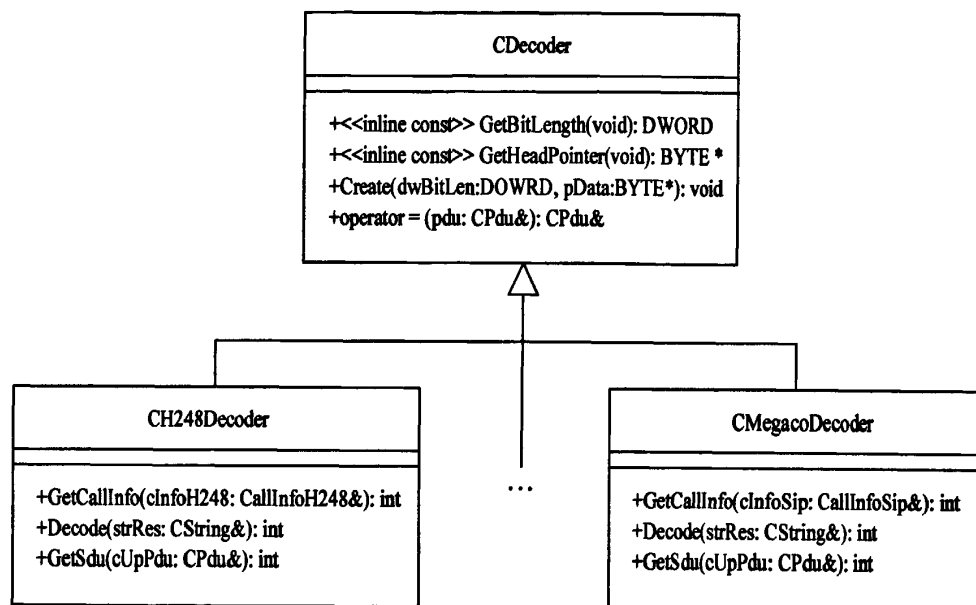 CDecoder
+<<inline const>> GetBitLength(void): DWORD
+<<inline const>> GetHeadPointer(void): BYTE *
+Create(dwBitLen:DOWRD, pData:BYTE*): void
+operator = (pdu: CPdu&): CPdu&
CH248Decoder
+GetCallInfo(cInfoH248: CallInfoH248&): int
+Decode(strRes: CString&): int
+GetSdu(cUpPdu: CPdu&): int
...
CMegacoDecoder
+GetCallInfo(cInfoSip: CallInfoSip&): int
+Decode(strRes: CString&): int
+GetSdu(cUpPdu: CPdu&): int